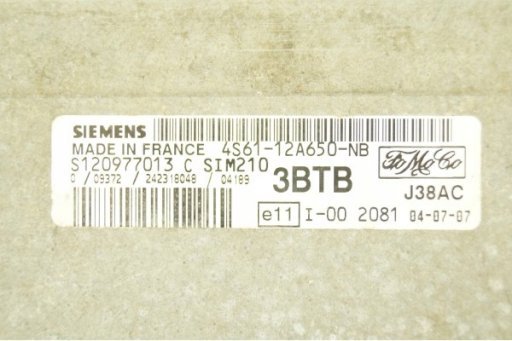 SIEMENS
MADE IN FRANCE 4S61-12A650-NB
S120977013 C SIM210
FoMoCo
0 / 09372 / 242318048 / 04189
3BTB
J38AC
e11 I-00 2081 04-07-07